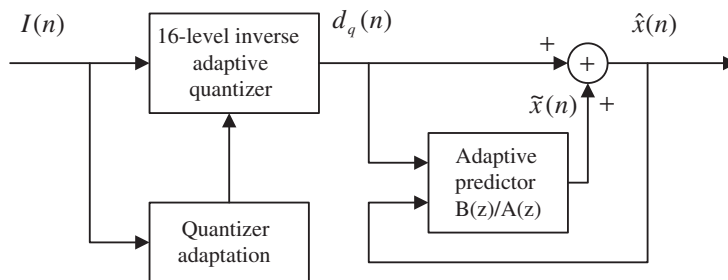 I(n)
16-level inverse
adaptive
quantizer
d_q(n)
+
+
x̂(n)
x̃(n)
+
Adaptive
predictor
B(z)/A(z)
Quantizer
adaptation